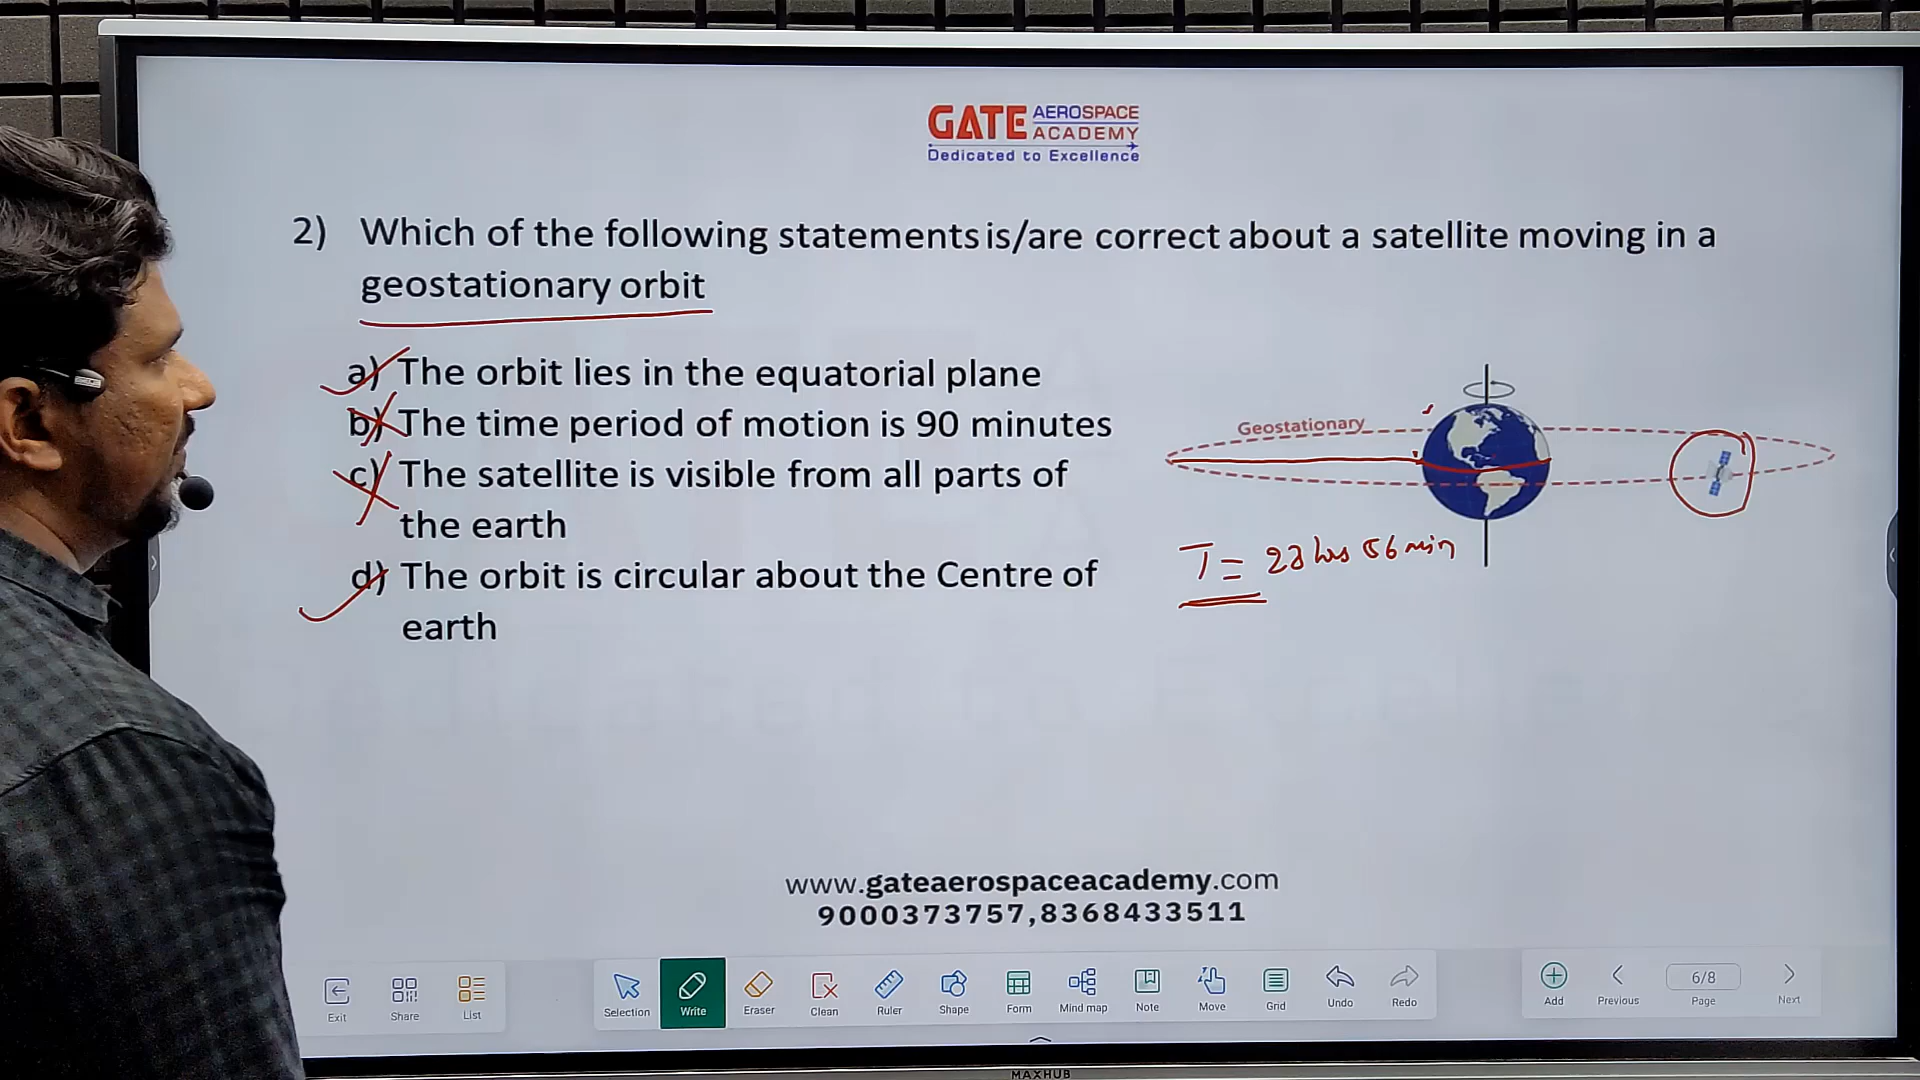 GATE AEROSPACE ACADEMY
Dedicated to Excellence
2) Which of the following statements is/are correct about a satellite moving in a
geostationary orbit
a) The orbit lies in the equatorial plane
b) The time period of motion is 90 minutes
c) The satellite is visible from all parts of
the earth
d) The orbit is circular about the Centre of
earth
Geostationary
T = 23 hrs 56 min
www.gateaerospaceacademy.com
9000373757,8368433511
Exit
Share
List
Selection
Write
Eraser
Clean
Ruler
Shape
Form
Mind map
Note
Move
Grid
Undo
Redo
Add
Previous
6/8
Page
Next
MAXHUB